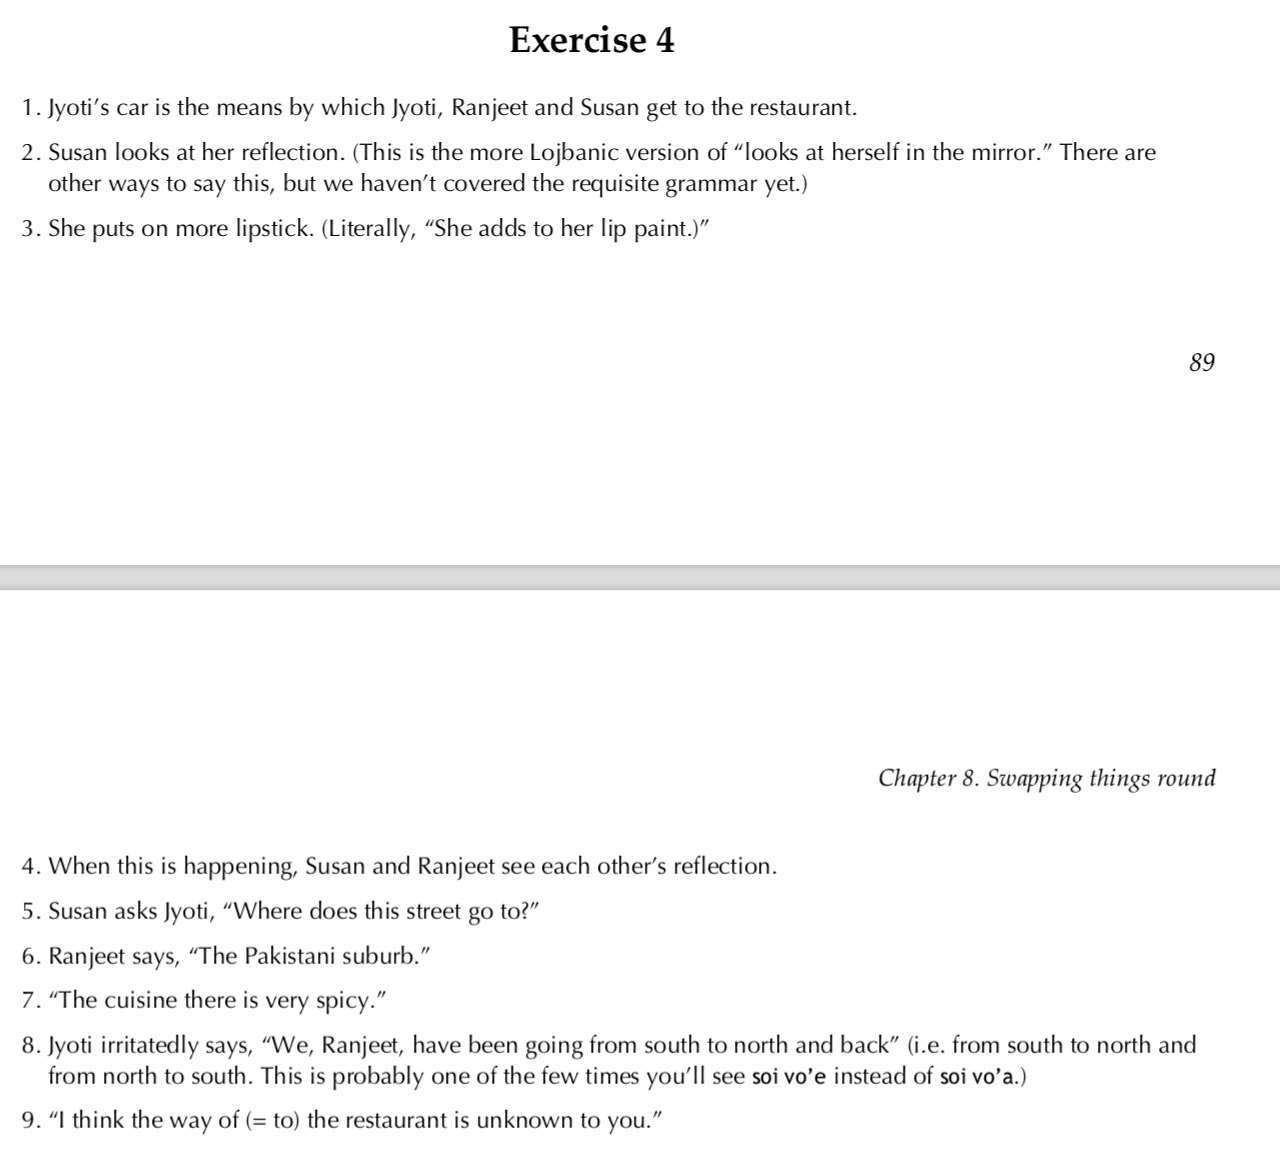 Exercise 4
1. Jyoti’s car is the means by which Jyoti, Ranjeet and Susan get to the restaurant.
2. Susan looks at her reflection. (This is the more Lojbanic version of “looks at herself in the mirror.” There are
other ways to say this, but we haven’t covered the requisite grammar yet.)
3. She puts on more lipstick. (Literally, “She adds to her lip paint.)”
89
Chapter 8. Swapping things round
4. When this is happening, Susan and Ranjeet see each other’s reflection.
5. Susan asks Jyoti, “Where does this street go to?”
6. Ranjeet says, “The Pakistani suburb.”
7. “The cuisine there is very spicy.”
8. Jyoti irritatedly says, “We, Ranjeet, have been going from south to north and back” (i.e. from south to north and
from north to south. This is probably one of the few times you’ll see soi vo’e instead of soi vo’a.)
9. “I think the way of (= to) the restaurant is unknown to you.”